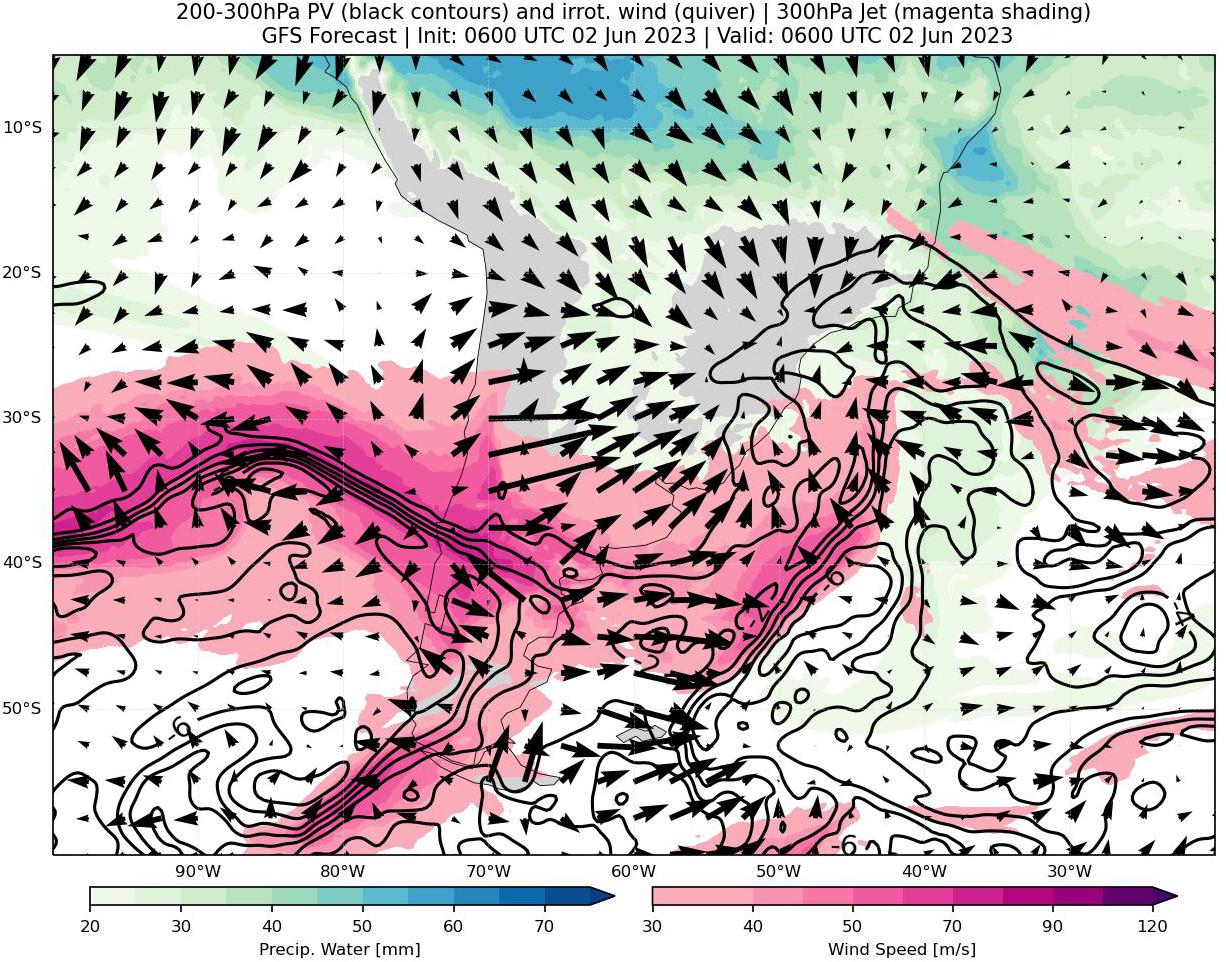 200-300hPa PV (black contours) and irrot. wind (quiver) | 300hPa Jet (magenta shading)
GFS Forecast | Init: 0600 UTC 02 Jun 2023 | Valid: 0600 UTC 02 Jun 2023
10°S
20°S
30°S
40°S
-4
50°S
-6
90°W 80°W 70°W 60°W 50°W 40°W 30°W
20 30 40 50 60 70
30 40 50 70 90 120
Precip. Water [mm]
Wind Speed [m/s]